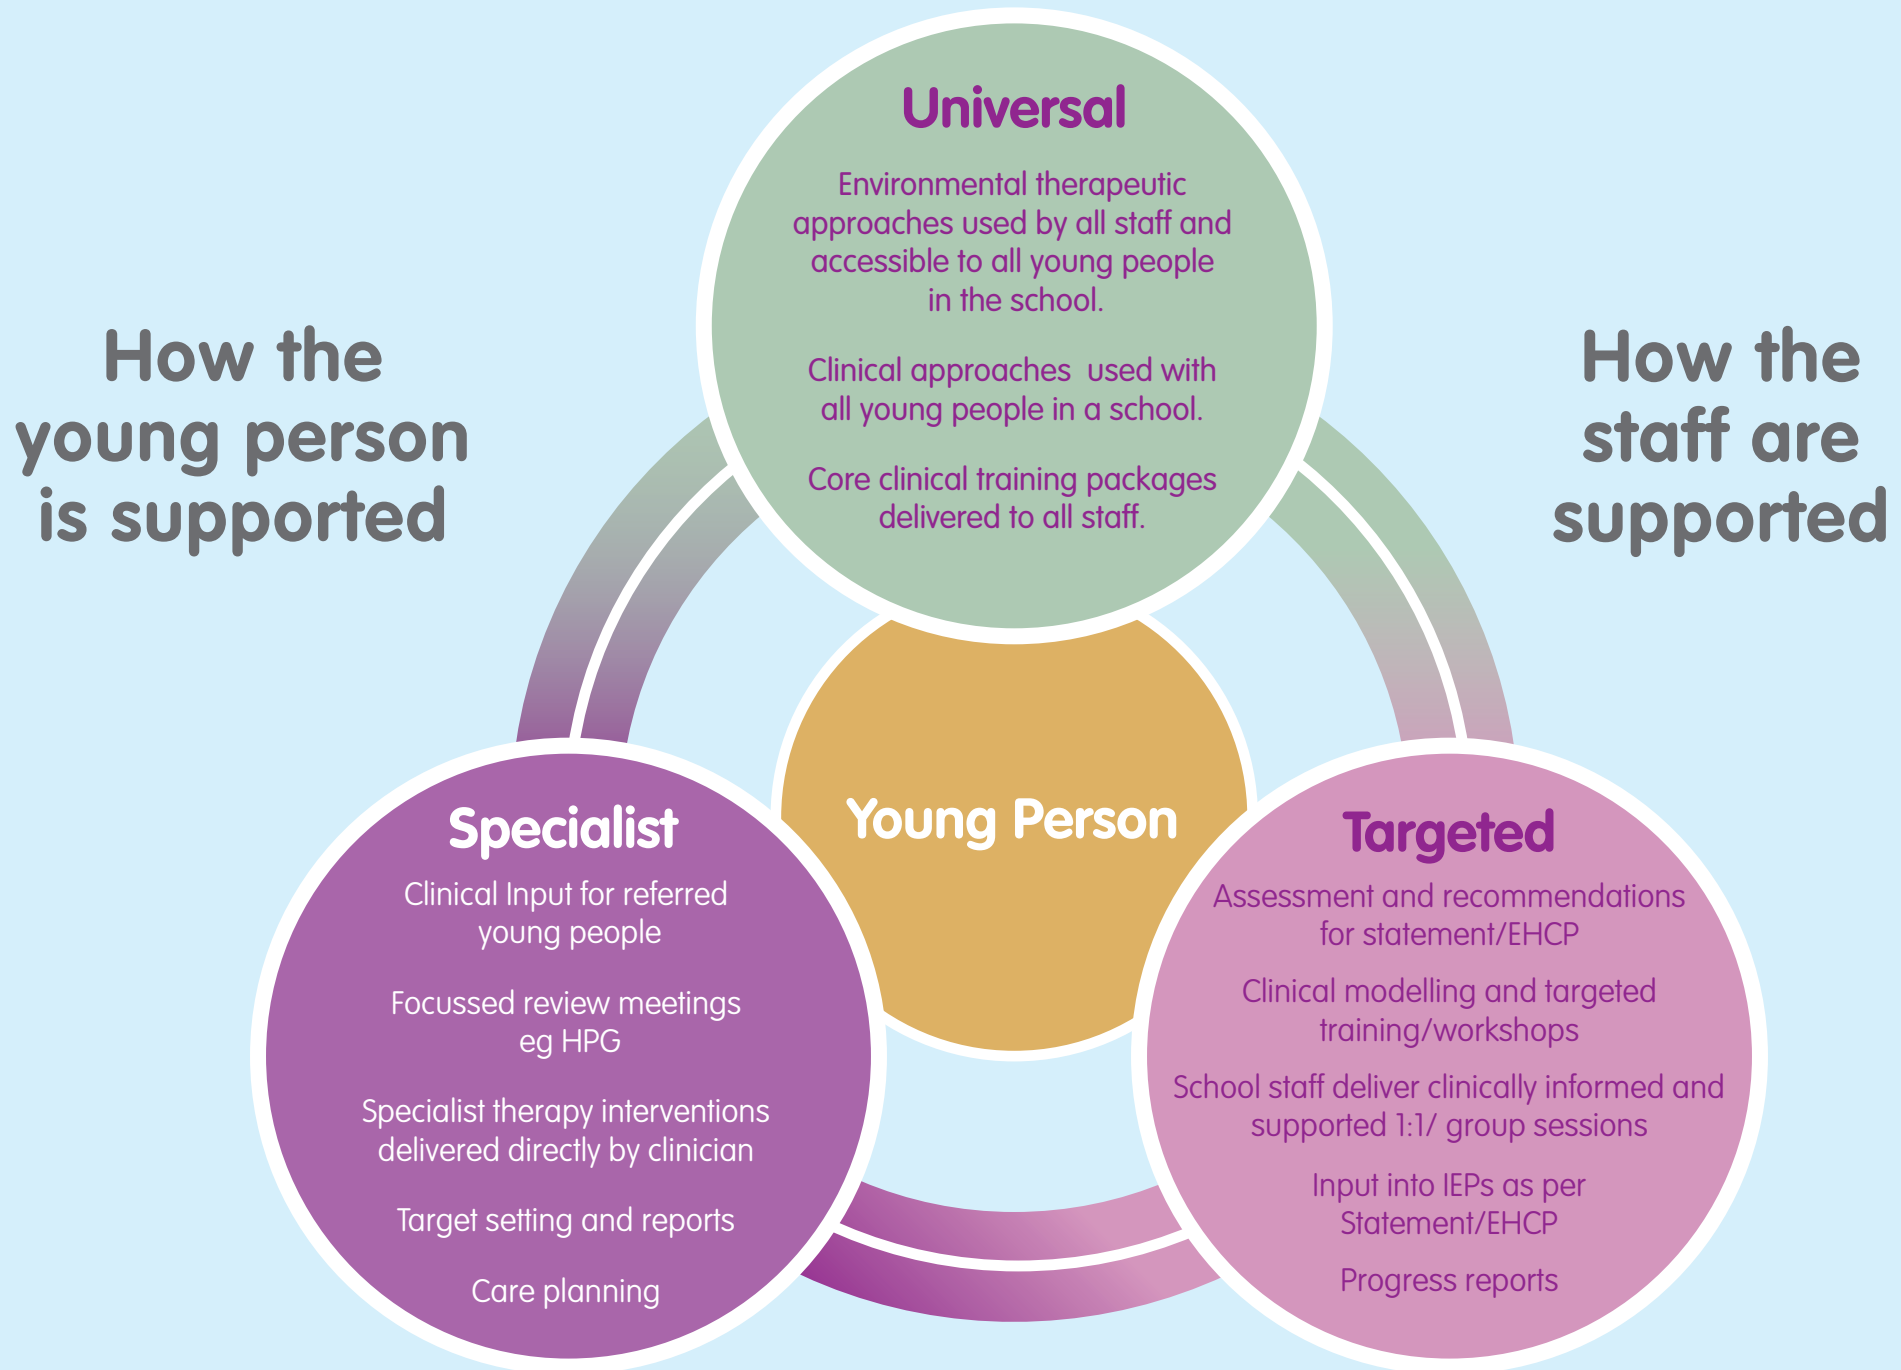 Universal
Environmental therapeutic
approaches used by all staff and
accessible to all young people
in the school.
Clinical approaches  used with
all young people in a school.
Core clinical training packages
delivered to all staff.
How the
young person
is supported
How the
staff are
supported
Young Person
Specialist
Clinical Input for referred
young people
Focussed review meetings
eg HPG
Specialist therapy interventions
delivered directly by clinician
Target setting and reports
Care planning
Targeted
Assessment and recommendations
for statement/EHCP
Clinical modelling and targeted
training/workshops
School staff deliver clinically informed and
supported 1:1/ group sessions
Input into IEPs as per
Statement/EHCP
Progress reports